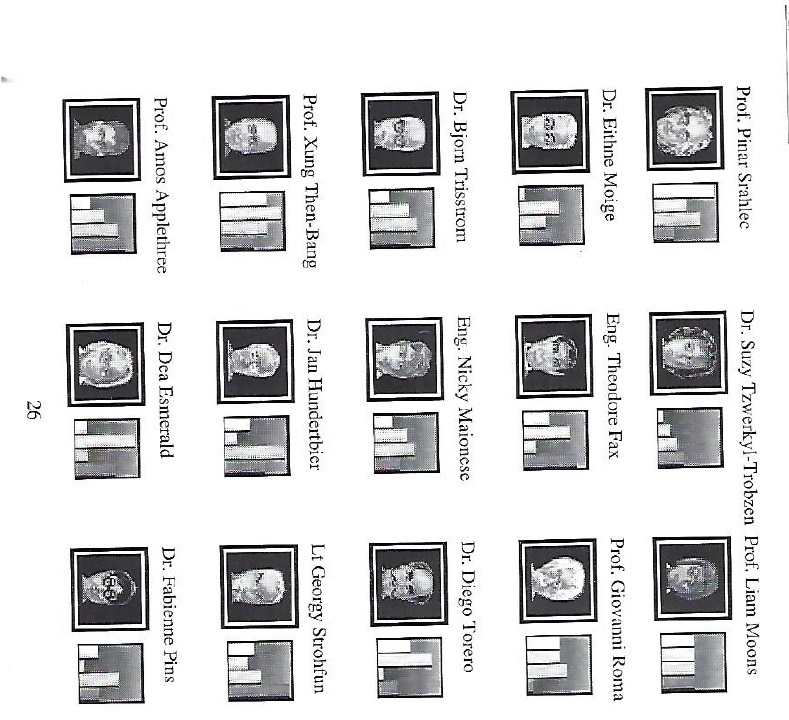 Prof. Pinar Srahlec
Dr. Suzy Tzwerkyl-Trobzen
Prof. Liam Moons
Dr. Eithne Moige
Eng. Theodore Fax
Prof. Giovanni Roma
Dr. Bjorn Trisstrom
Eng. Nicky Maionese
Dr. Diego Torero
Prof. Xung Then-Bang
Dr. Jan Hundertbier
Lt Georgy Strohfun
Prof. Amos Applethree
Dr. Dea Esmerald
Dr. Fabienne Pins
26